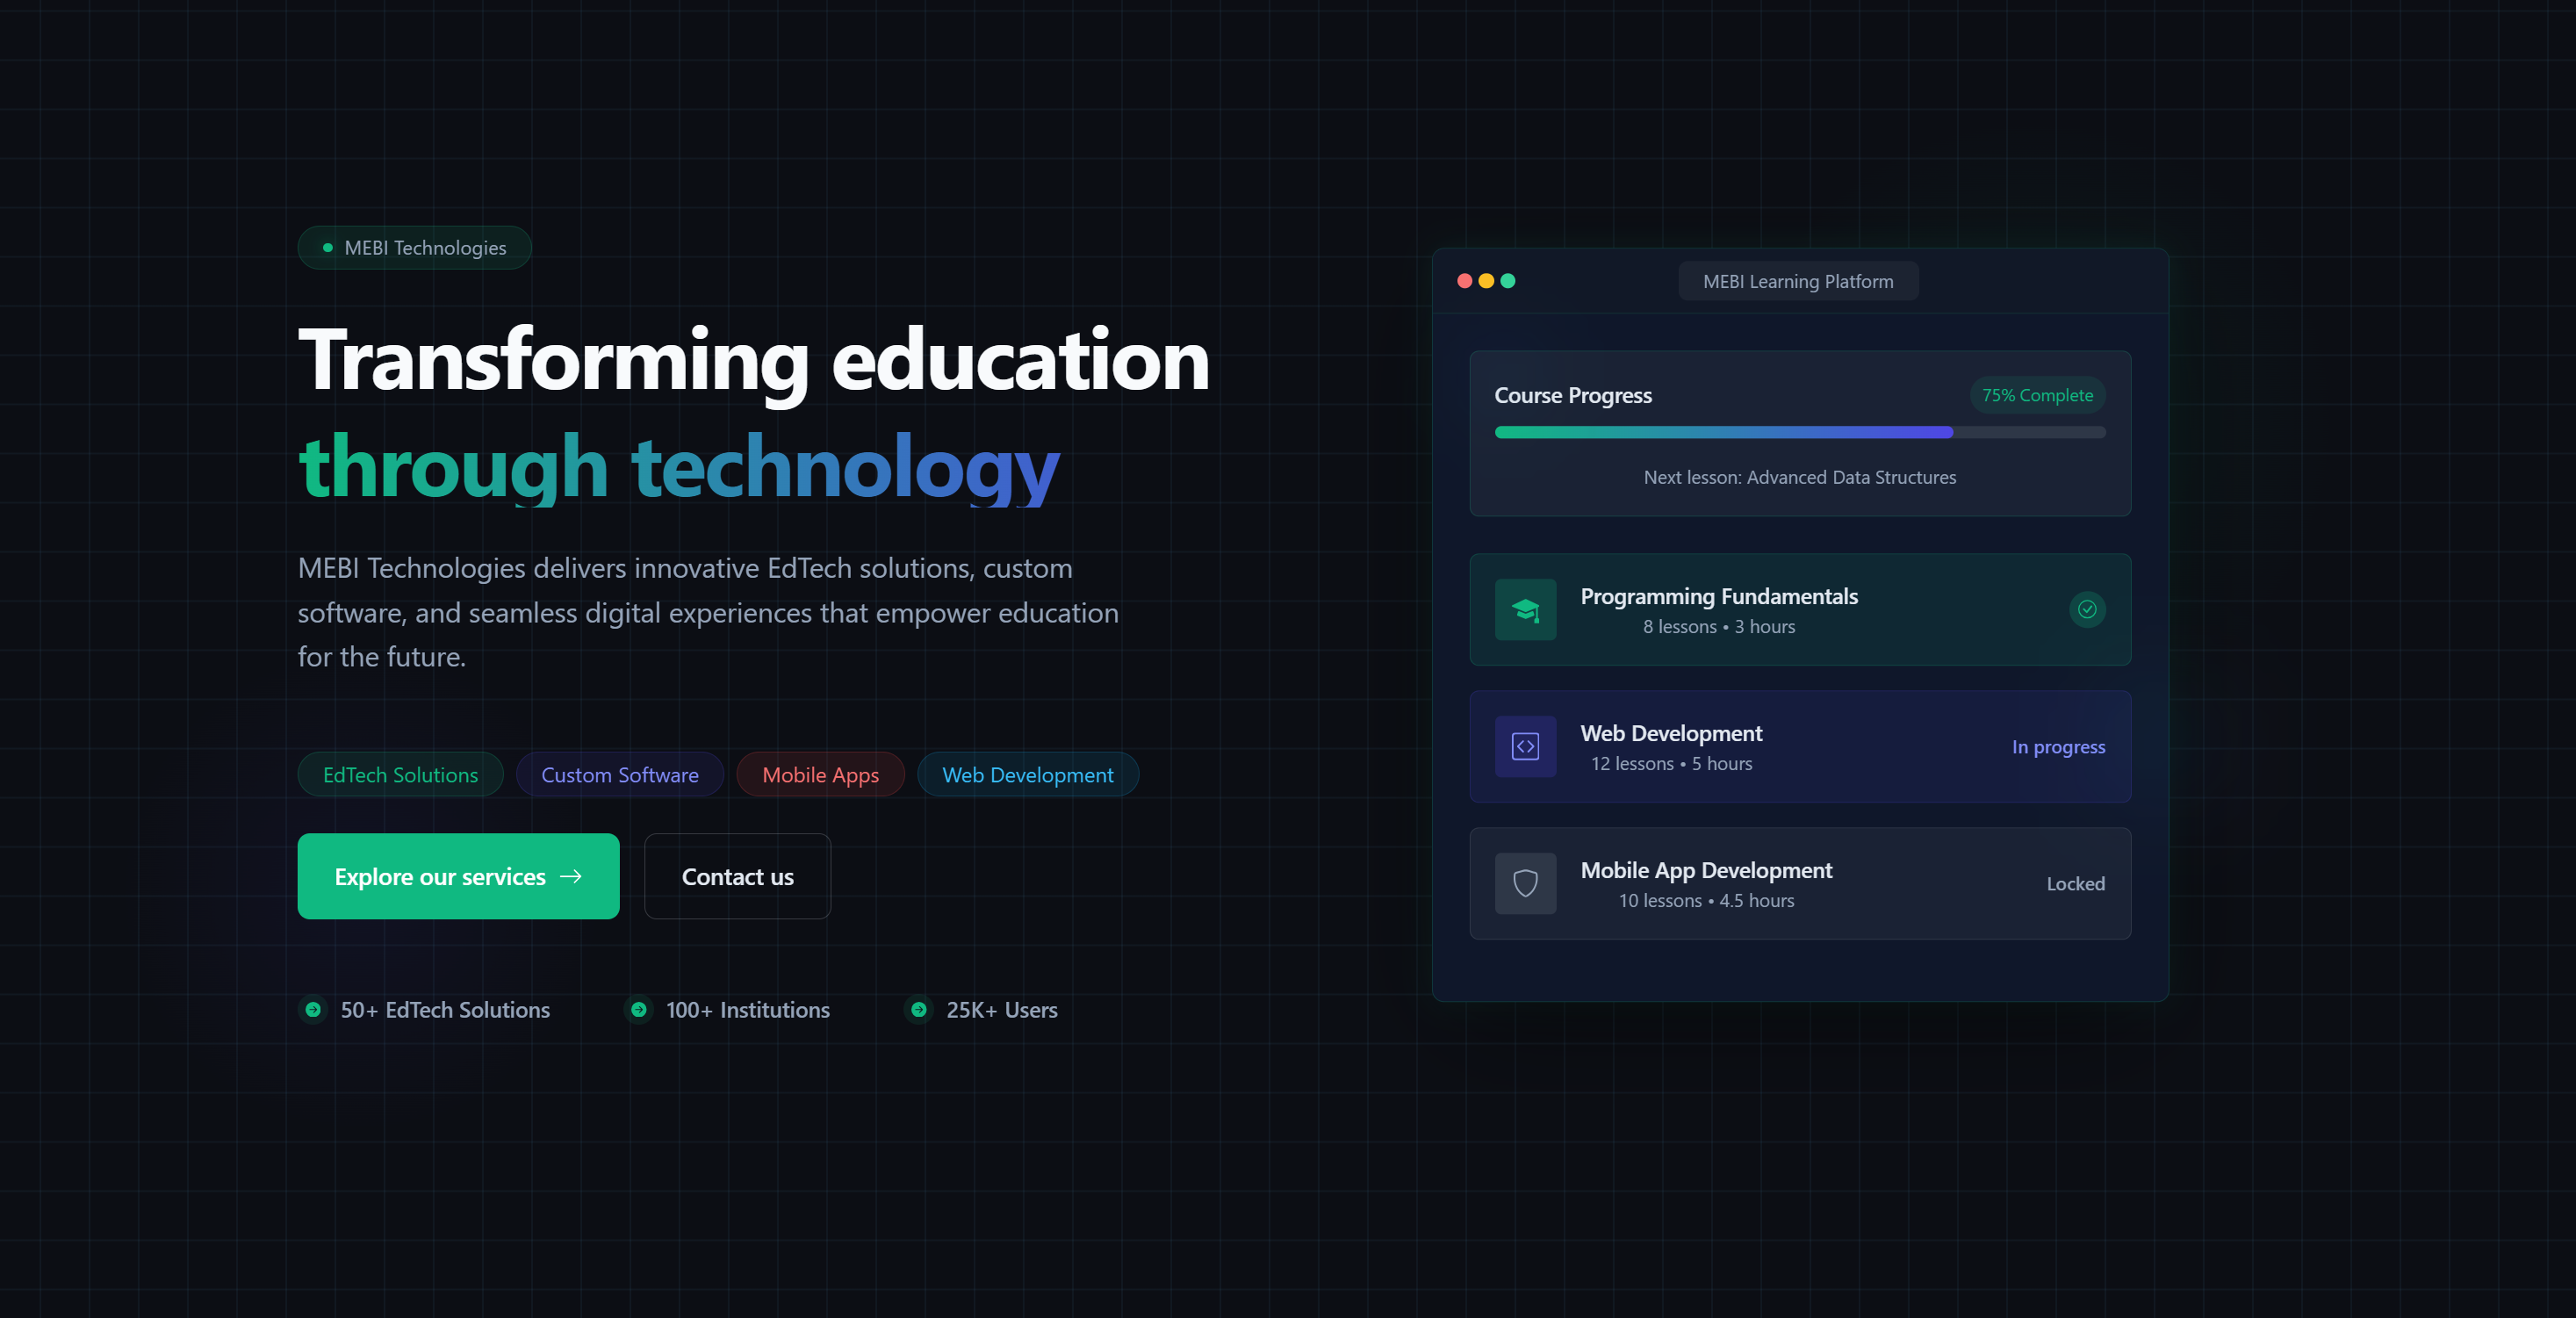 MEBI Technologies
Transforming education
through technology
MEBI Technologies delivers innovative EdTech solutions, custom
software, and seamless digital experiences that empower education
for the future.
EdTech Solutions
Custom Software
Mobile Apps
Web Development
Explore our services →
Contact us
50+ EdTech Solutions
100+ Institutions
25K+ Users
MEBI Learning Platform
Course Progress
75% Complete
Next lesson: Advanced Data Structures
Programming Fundamentals
8 lessons • 3 hours
Web Development
12 lessons • 5 hours
In progress
Mobile App Development
10 lessons • 4.5 hours
Locked